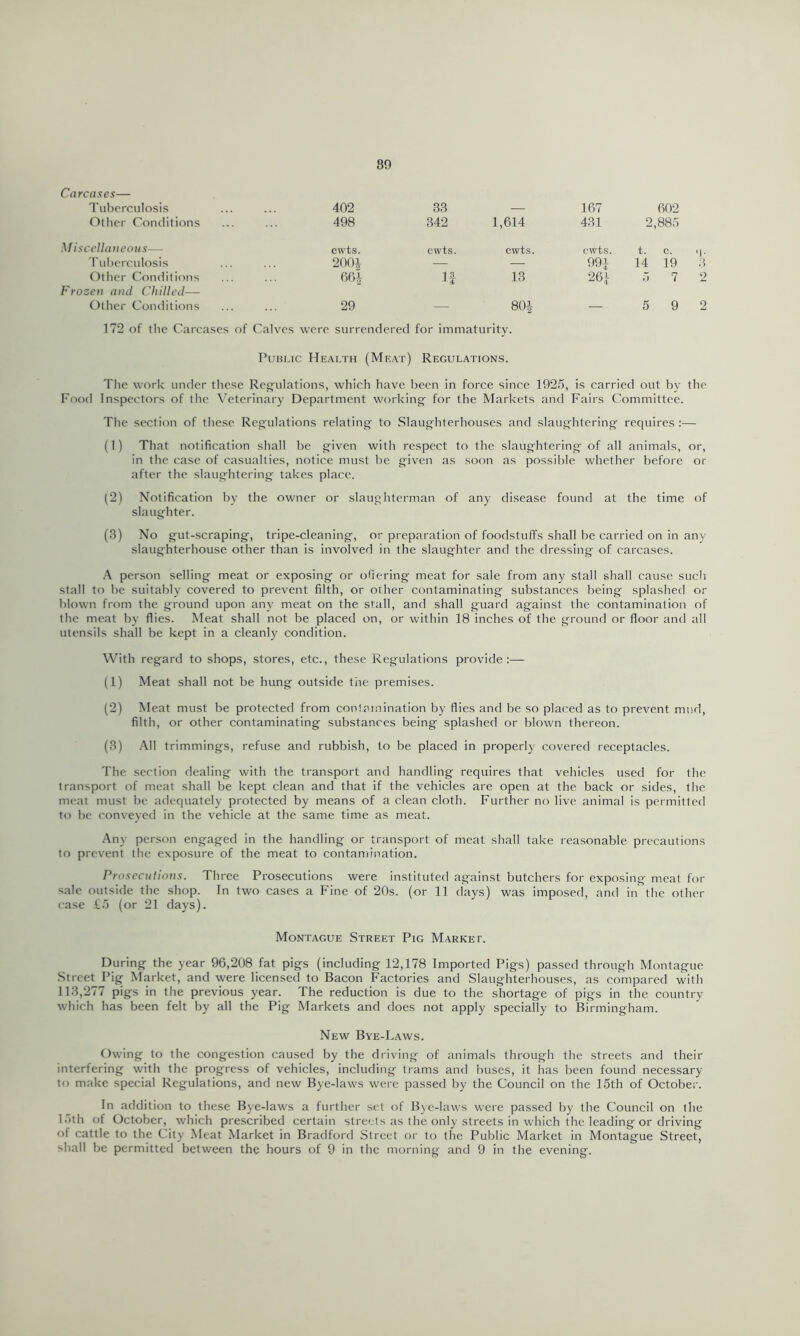 39
Carcases—
Tuberculosis ... ... 402 33 — 167 602
Other Conditions ... ... 498 342 1,614 431 2,885
Miscellaneous— cwts. cwts. cwts. cwts. t. c. q.
Tuberculosis ... ... 200½ — — 99¼ 14 19 3
Other Conditions ... ... 66½ 1¾ 13 26¼ 5 7 2
Frozen and Chilled—
Other Conditions ... ... 29 — 80½ — 5 9 2
172 of the Carcases of Calves were surrendered for immaturity.
Public Health (Meat) Regulations.
The work under these Regulations, which have been in force since 1925, is carried out by the
Food Inspectors of the Veterinary Department working for the Markets and Fairs Committee.
The section of these Regulations relating to Slaughterhouses and slaughtering requires :—
(1) That notification shall be given with respect to the slaughtering of all animals, or,
in the case of casualties, notice must be given as soon as possible whether before or
after the slaughtering takes place.
(2) Notification by the owner or slaughterman of any disease found at the time of
slaughter.
(3) No gut-scraping, tripe-cleaning, or preparation of foodstuffs shall be carried on in any
slaughterhouse other than is involved in the slaughter and the dressing of carcases.
A person selling meat or exposing or offering meat for sale from any stall shall cause such
stall to be suitably covered to prevent filth, or other contaminating substances being splashed or
blown from the ground upon any meat on the stall, and shall guard against the contamination of
the meat by flies. Meat shall not be placed on, or within 18 inches of the ground or floor and all
utensils shall be kept in a cleanly condition.
With regard to shops, stores, etc., these Regulations provide :—
(1) Meat shall not be hung outside the premises.
(2) Meat must be protected from contamination by flies and be so placed as to prevent mud,
filth, or other contaminating substances being splashed or blown thereon.
(3) All trimmings, refuse and rubbish, to be placed in properly covered receptacles.
The section dealing with the transport and handling requires that vehicles used for the
transport of meat shall be kept clean and that if the vehicles are open at the back or sides, the
meat must be adequately protected by means of a clean cloth. Further no live animal is permitted
to be conveyed in the vehicle at the same time as meat.
Any person engaged in the handling or transport of meat shall take reasonable precautions
to prevent the exposure of the meat to contamination.
Prosecutions. Three Prosecutions were instituted against butchers for exposing meat for
sale outside the shop. In two cases a Fine of 20s. (or 11 days) was imposed, and in the other
case £5 (or 21 days).
Montague Street Pig Market.
During the year 96,208 fat pigs (including 12,178 Imported Pigs) passed through Montague
Street Pig Market, and were licensed to Bacon Factories and Slaughterhouses, as compared with
113,277 pigs in the previous year. The reduction is due to the shortage of pigs in the country
which has been felt by all the Pig Markets and does not apply specially to Birmingham.
New Bye-Laws.
Owing to the congestion caused by the driving of animals through the streets and their
interfering with the progress of vehicles, including trams and buses, it has been found necessary
to make special Regulations, and new Bye-laws were passed by the Council on the 15th of October.
In addition to these Bye-laws a further set of Bye-laws were passed by the Council on the
15th of October, which prescribed certain streets as the only streets in which the leading or driving
of cattle to the City Meat Market in Bradford Street or to the Public Market in Montague Street,
shall be permitted between the hours of 9 in the morning and 9 in the evening.